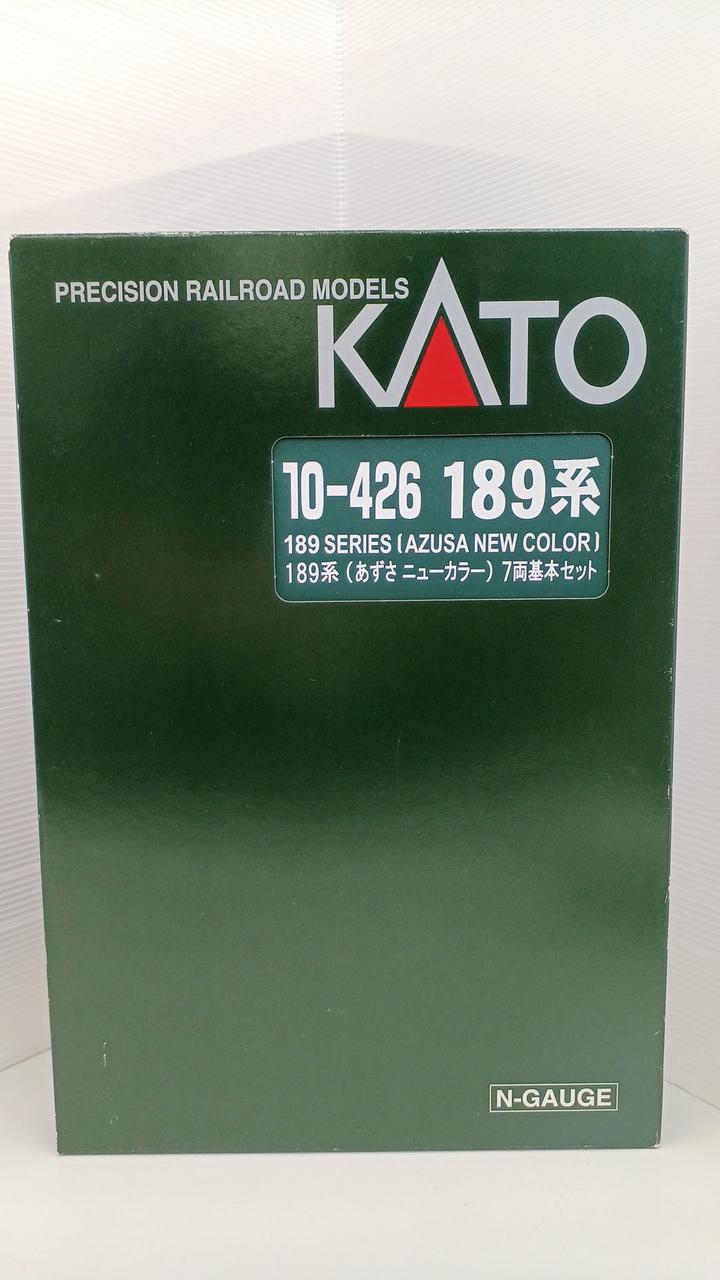 PRECISION RAILROAD MODELS
KATO
10-426 189系
189 SERIES (AZUSA NEW COLOR)
189系 (あずさ ニューカラー) 7両基本セット
N-GAUGE